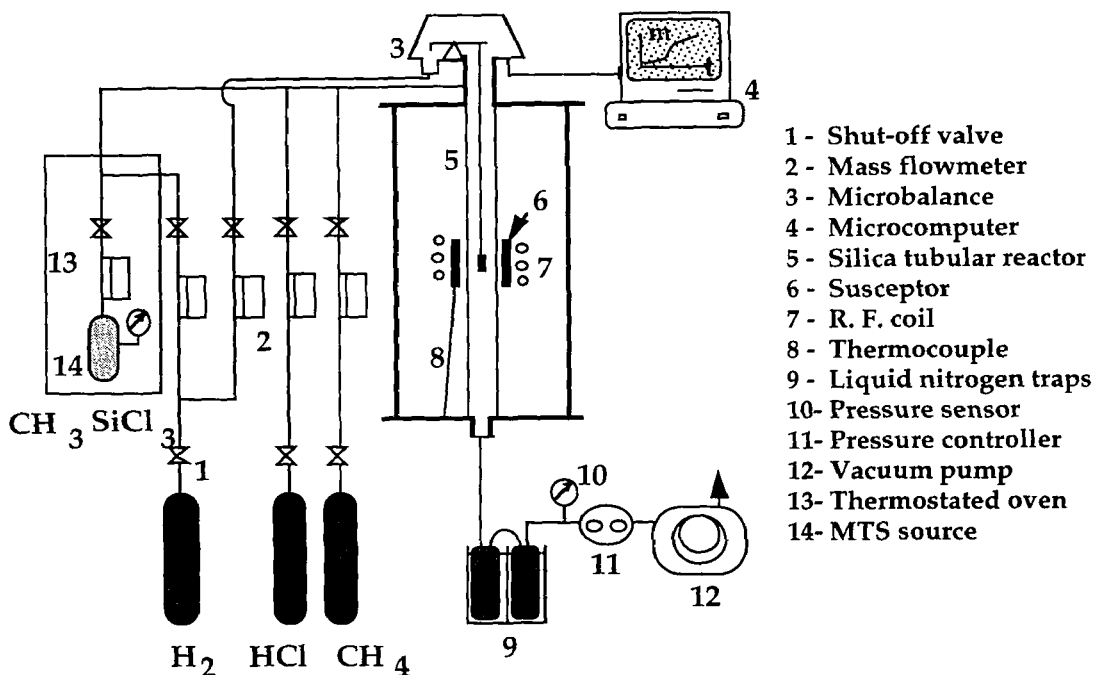 3
m
t
4
5
6
7
8
13
14
2
CH 3 SiCl 3
1
H2
HCl
CH 4
9
10
11
12
1 - Shut-off valve
2 - Mass flowmeter
3 - Microbalance
4 - Microcomputer
5 - Silica tubular reactor
6 - Susceptor
7 - R. F. coil
8 - Thermocouple
9 - Liquid nitrogen traps
10- Pressure sensor
11- Pressure controller
12- Vacuum pump
13- Thermostated oven
14- MTS source